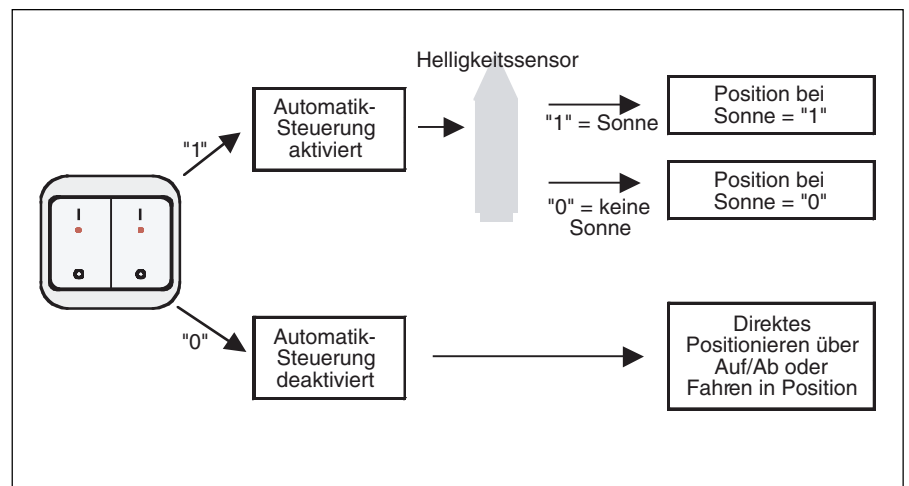 Helligkeitssensor
Automatik-
Steuerung
aktiviert
"1"
"1" = Sonne
Position bei
Sonne = "1"
"0" = keine
Sonne
Position bei
Sonne = "0"
I I
"0"
Automatik-
Steuerung
deaktiviert
Direktes
Positionieren über
Auf/Ab oder
Fahren in Position